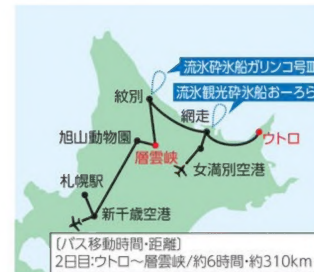 流氷砕氷船ガリンコ号Ⅲ
流氷観光砕氷船おーろら
紋別
網走
旭山動物園
ウトロ
層雲峡
女満別空港
札幌駅
新千歳空港
[バス移動時間・距離]
2日目:ウトロ〜層雲峡/約6時間・約310km